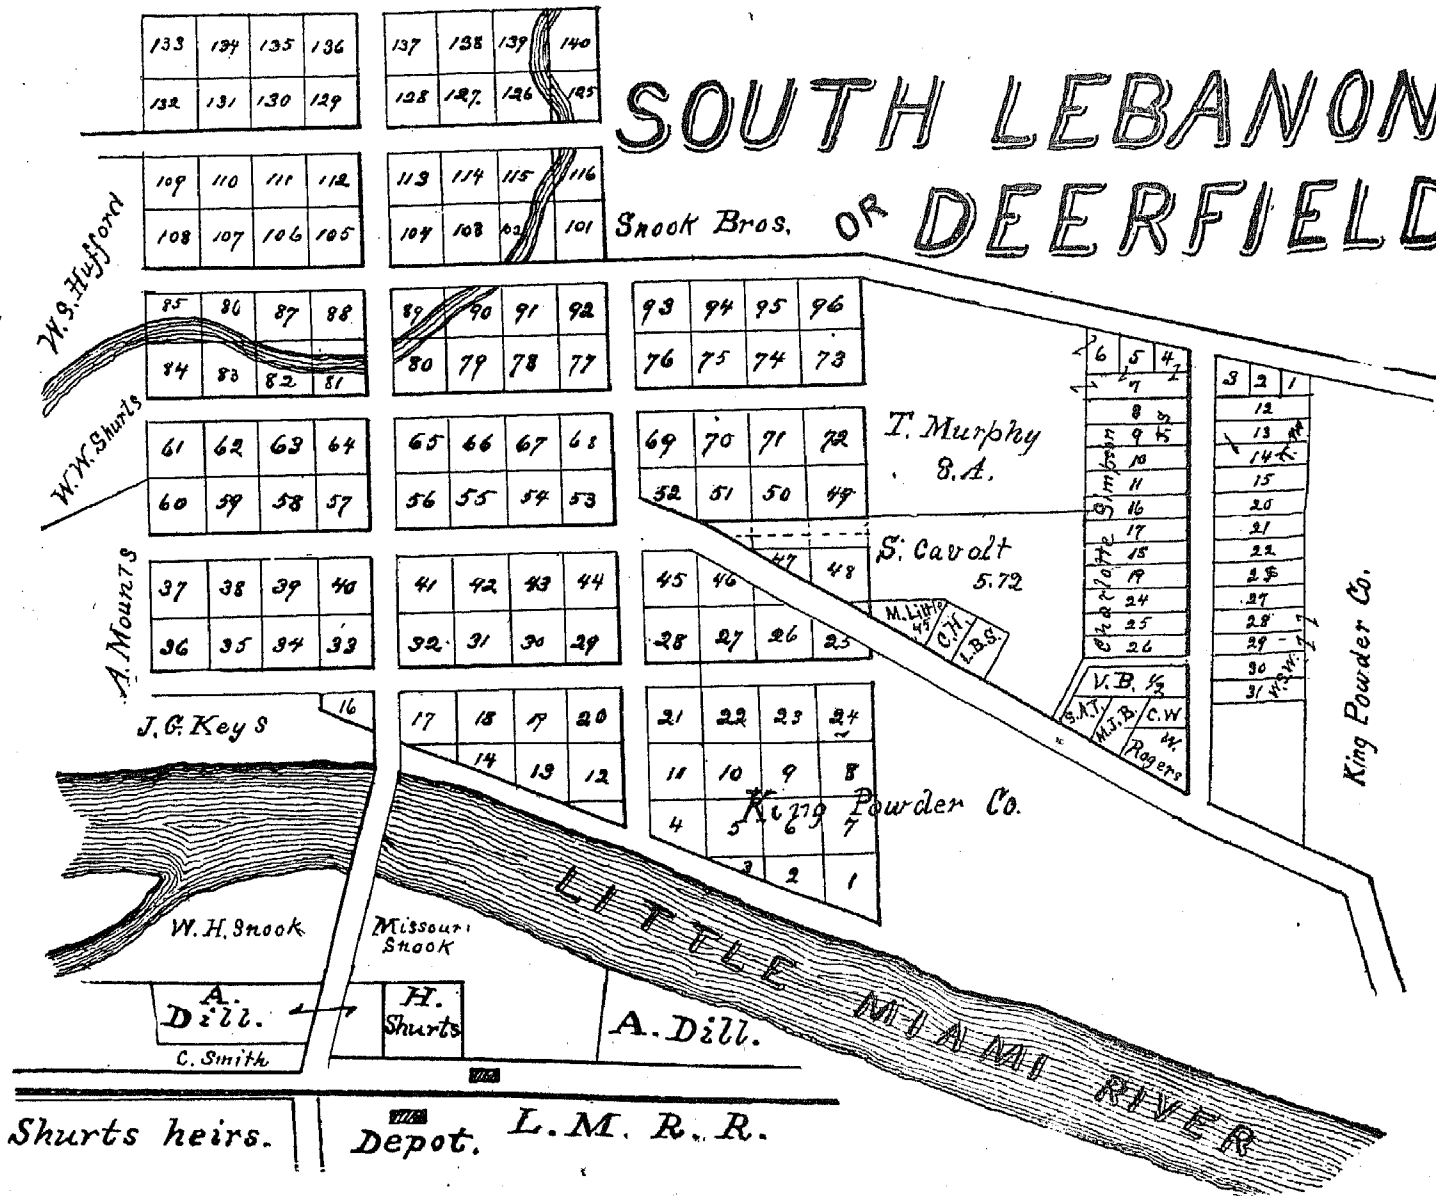 SOUTH LEBANON
OR DEERFIELD
133 134 135 136 137 138 139 140
132 131 130 129 128 127. 126 125
109 110 111 112 113 114 115 116
108 107 106 105 104 103 102 101
Snook Bros.
W.S. Hufford
85 86 87 88 89 90 91 92 93 94 95 96
84 83 82 81 80 79 78 77 76 75 74 73
W.W. Shurts
61 62 63 64 65 66 67 68 69 70 71 72
60 59 58 57 56 55 54 53 52 51 50 49
T. Murphy
8.A.
S. Cavolt
5.72
47 48
A. Mounts
37 38 39 40 41 42 43 44 45 46
36 35 34 33 32 31 30 29 28 27 26 25
M. Little
45
C.H.
L.B.S.
6 5 4
7
8
9
10
11
16
17
18
19
24
25
26
Charlotte Simpson
3 2 1
12
13
14
15
20
21
22
23
27
28
29
30
31
W.S.W.
V.B. ½
S.A.T.
M.J.B.
C.W
W.
Rogers
King Powder Co.
J.G. Keys
16 17 18 19 20 21 22 23 24
14 13 12 11 10 9 8
4 5 6 7
3 2 1
King Powder Co.
LITTLE MIAMI RIVER
W.H. Snook
Missouri
Snook
A.
Dill.
H.
Shurts
A. Dill.
C. Smith
Shurts heirs.
Depot.
L.M.R.R.